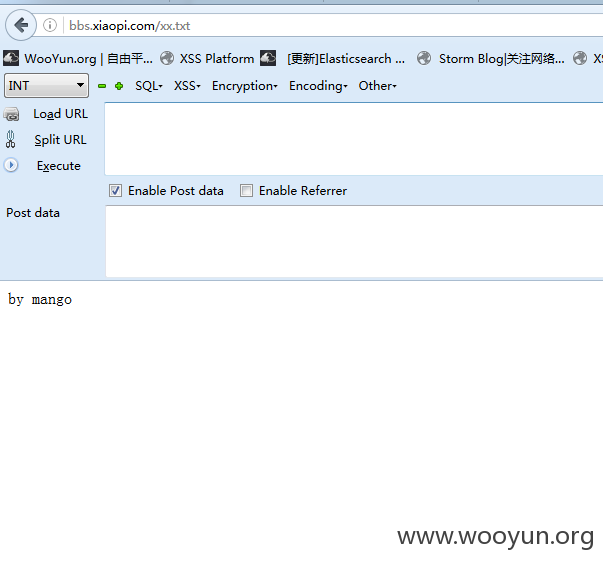 bbs.xiaopi.com/xx.txt
WooYun.org | 自由平... XSS Platform [更新]Elasticsearch ... Storm Blog|关注网络... XS
INT SQL XSS Encryption Encoding Other
Load URL
Split URL
Execute
Enable Post data Enable Referrer
Post data
by mango
www.wooyun.org